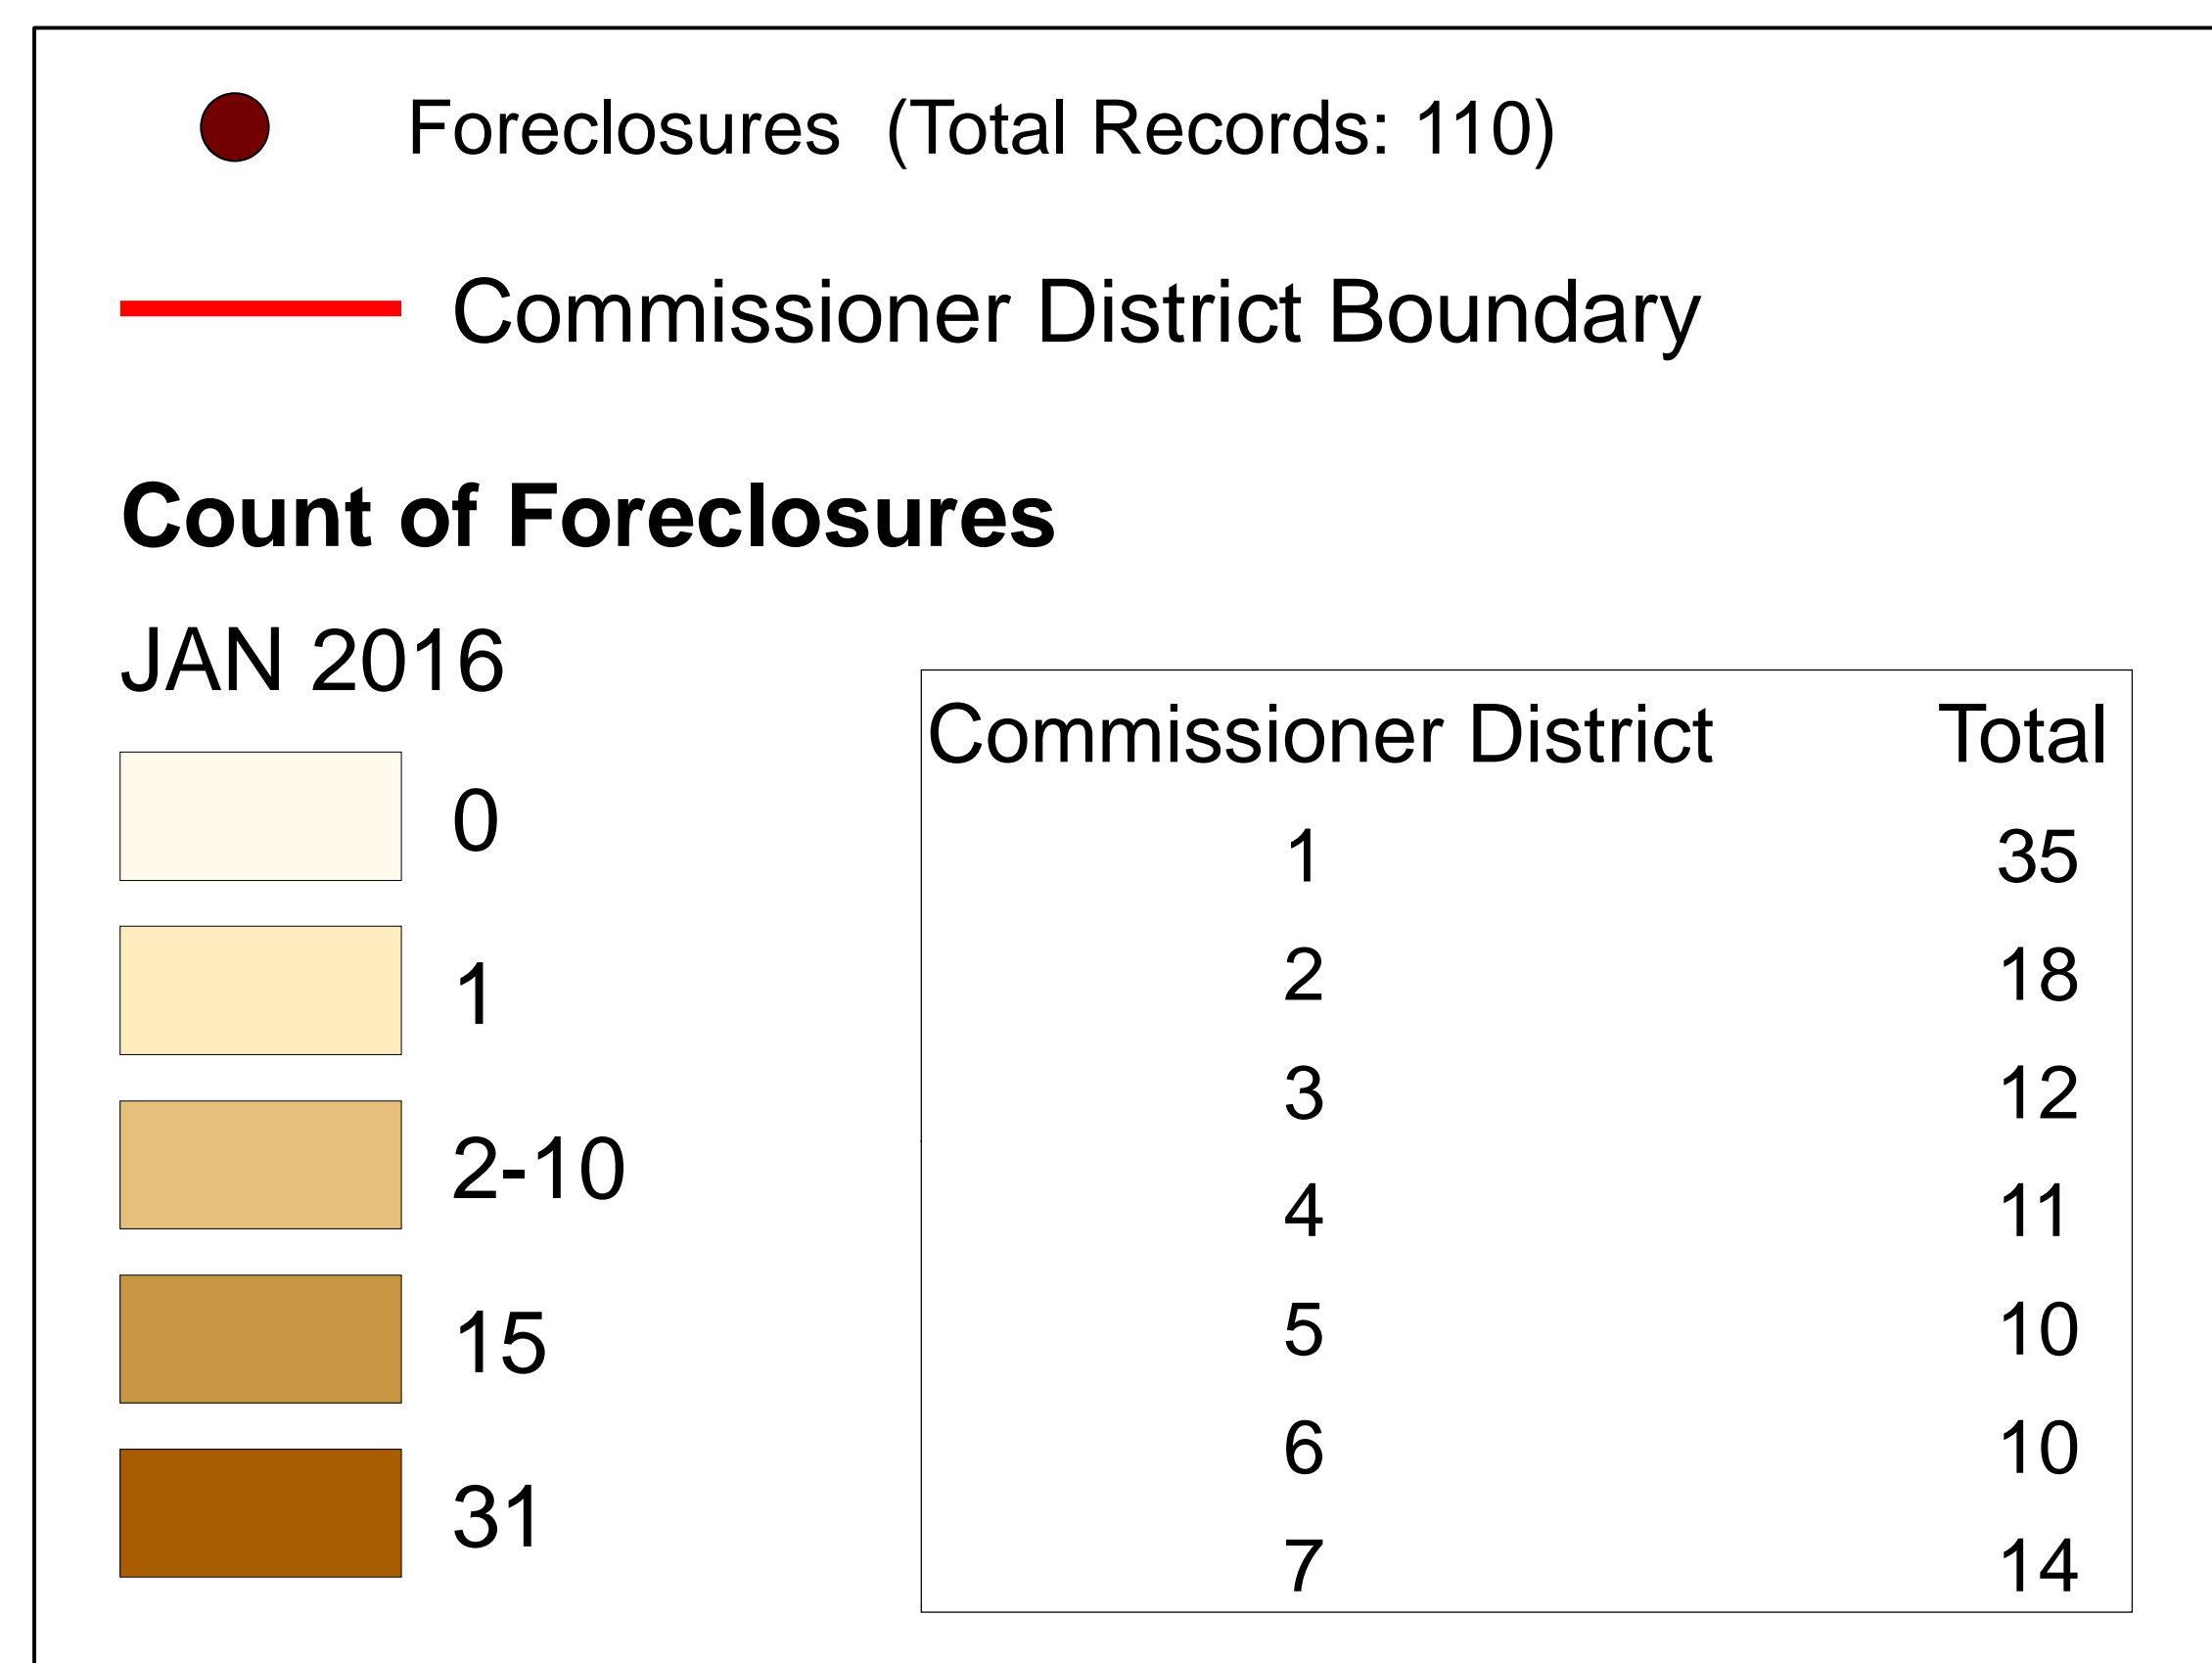 Foreclosures (Total Records: 110)
Commissioner District Boundary
Count of Foreclosures
JAN 2016
0
1
2-10
15
31
Commissioner District Total
1 35
2 18
3 12
4 11
5 10
6 10
7 14